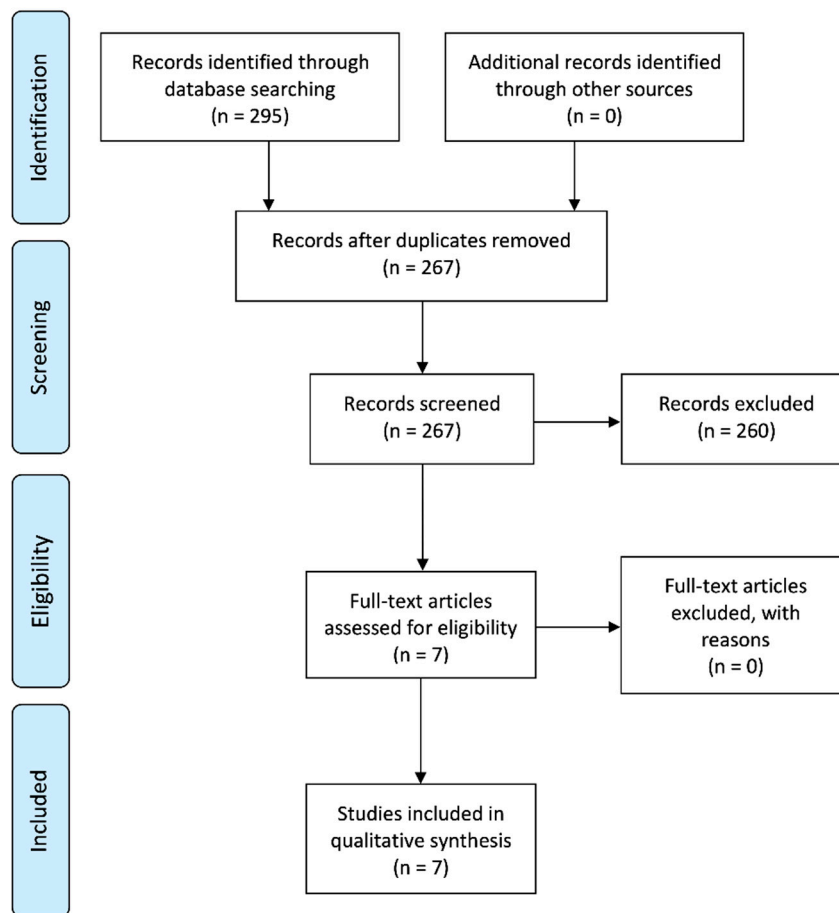 Identification
Records identified through
database searching
(n = 295)
Additional records identified
through other sources
(n = 0)
Records after duplicates removed
(n = 267)
Screening
Records screened
(n = 267)
Records excluded
(n = 260)
Eligibility
Full-text articles
assessed for eligibility
(n = 7)
Full-text articles
excluded, with
reasons
(n = 0)
Included
Studies included in
qualitative synthesis
(n = 7)